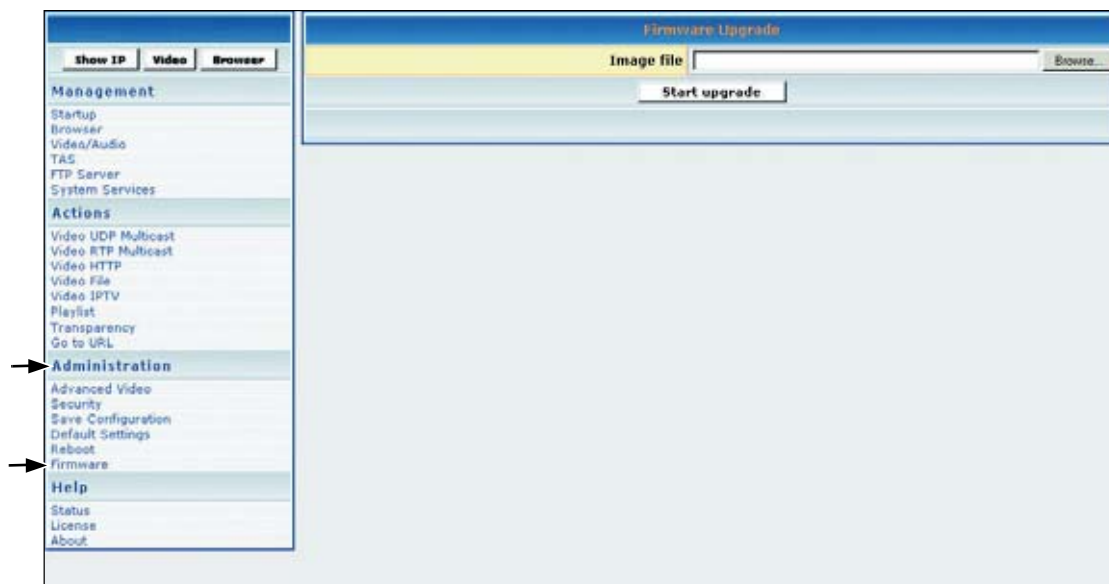 Show IP Video Browser
Management
Startup
Browser
Video/Audio
TAS
FTP Server
System Services
Actions
Video UDP Multicast
Video RTP Multicast
Video HTTP
Video File
Video IPTV
Playlist
Transparency
Go to URL
Administration
Advanced Video
Security
Save Configuration
Default Settings
Reboot
Firmware
Help
Status
License
About
Firmware Upgrade
Image file Browse...
Start upgrade